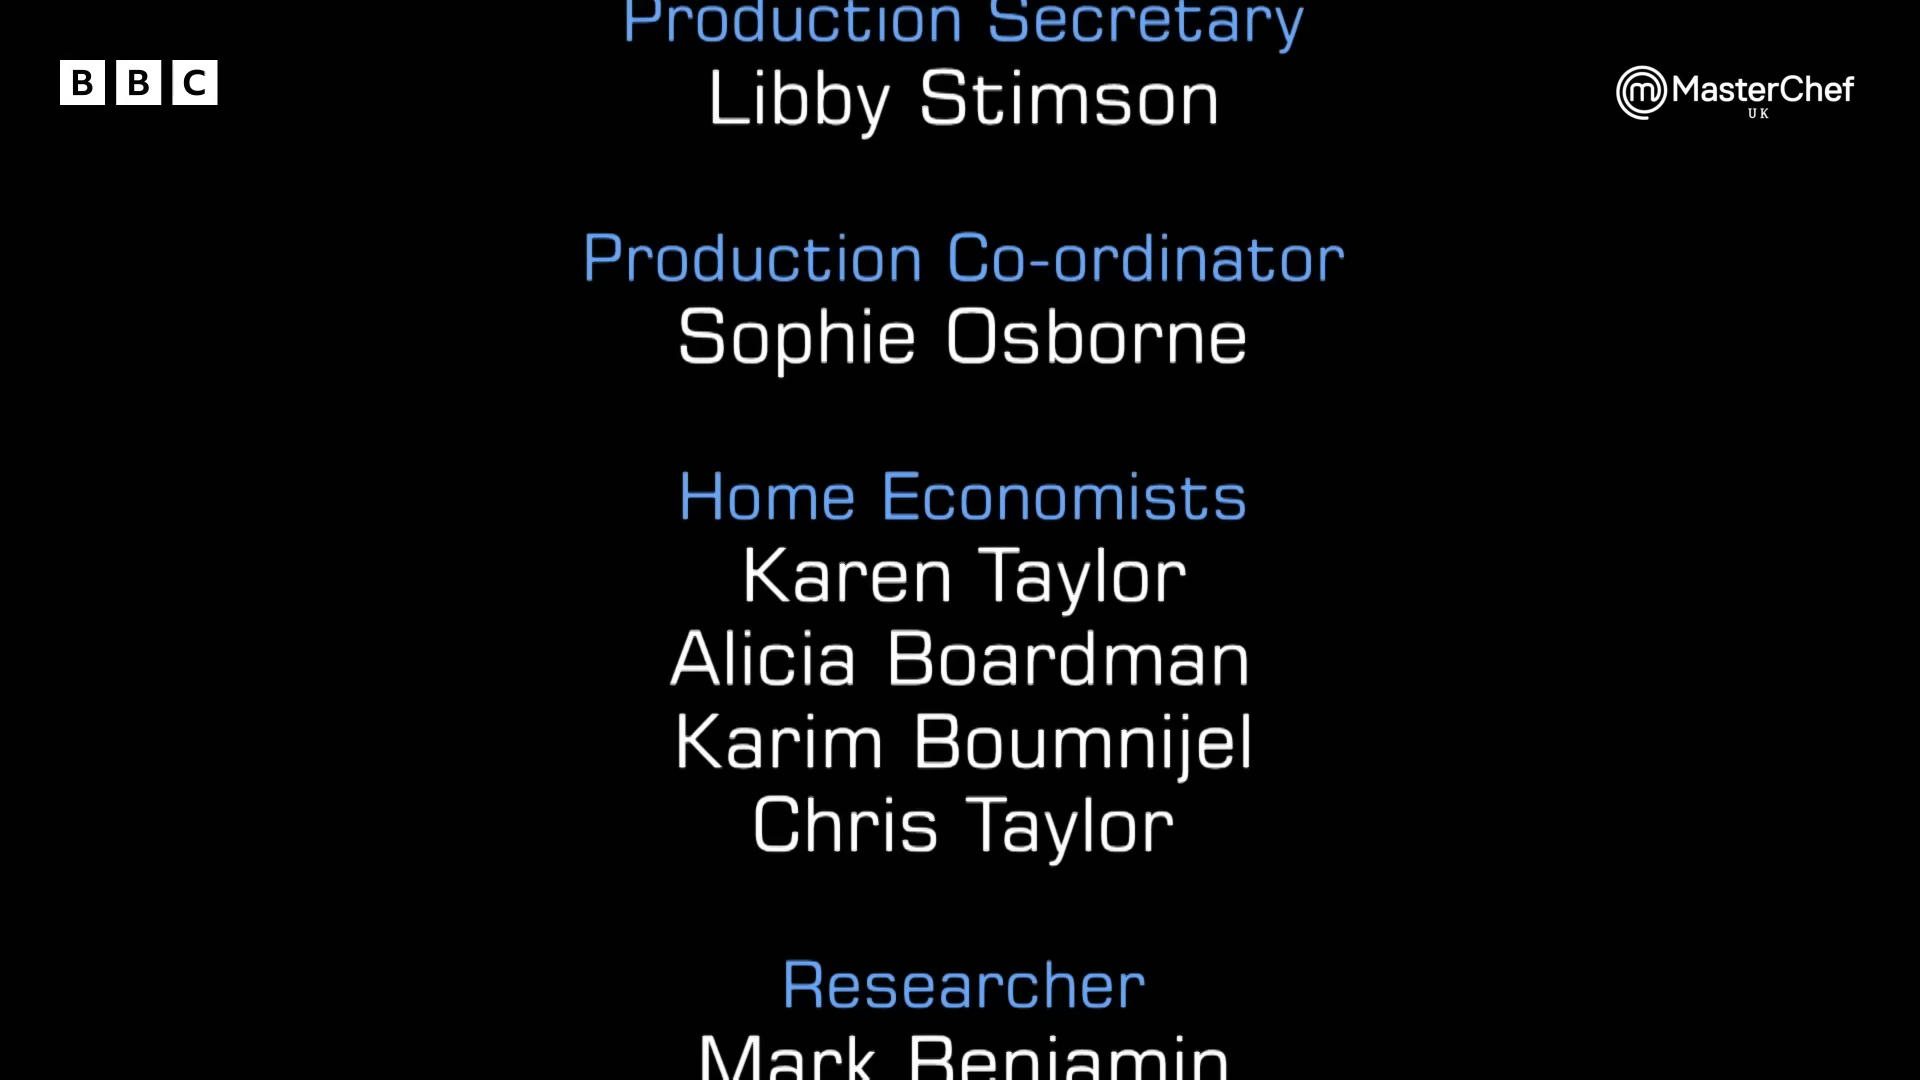 Production Secretary
BBC
Libby Stimson
MasterChef
UK
Production Co-ordinator
Sophie Osborne
Home Economists
Karen Taylor
Alicia Boardman
Karim Boumnijel
Chris Taylor
Researcher
Mark Benjamin